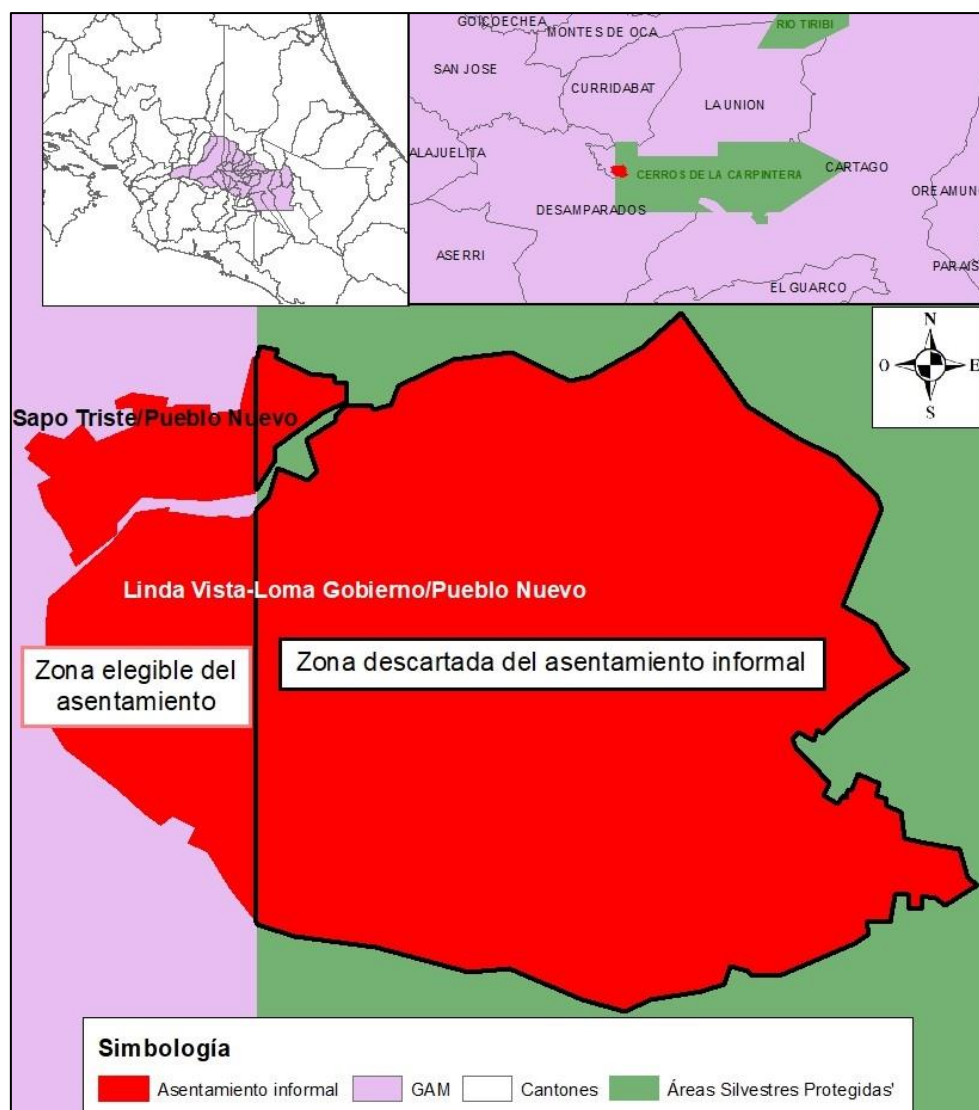 GOICOECHEA
MONTES DE OCA
RIO TIRIBI
SAN JOSE
CURRIDABAT
LA UNION
ALAJUELITA
CERROS DE LA CARPINTERA
CARTAGO
OREAMUNO
DESAMPARADOS
ASERRI
PARAIS
EL GUARCO
N
O
E
S
Sapo Triste/Pueblo Nuevo
Linda Vista-Loma Gobierno/Pueblo Nuevo
Zona elegible del
asentamiento
Zona descartada del asentamiento informal
Simbología
Asentamiento informal
GAM
Cantones
Áreas Silvestres Protegidas'